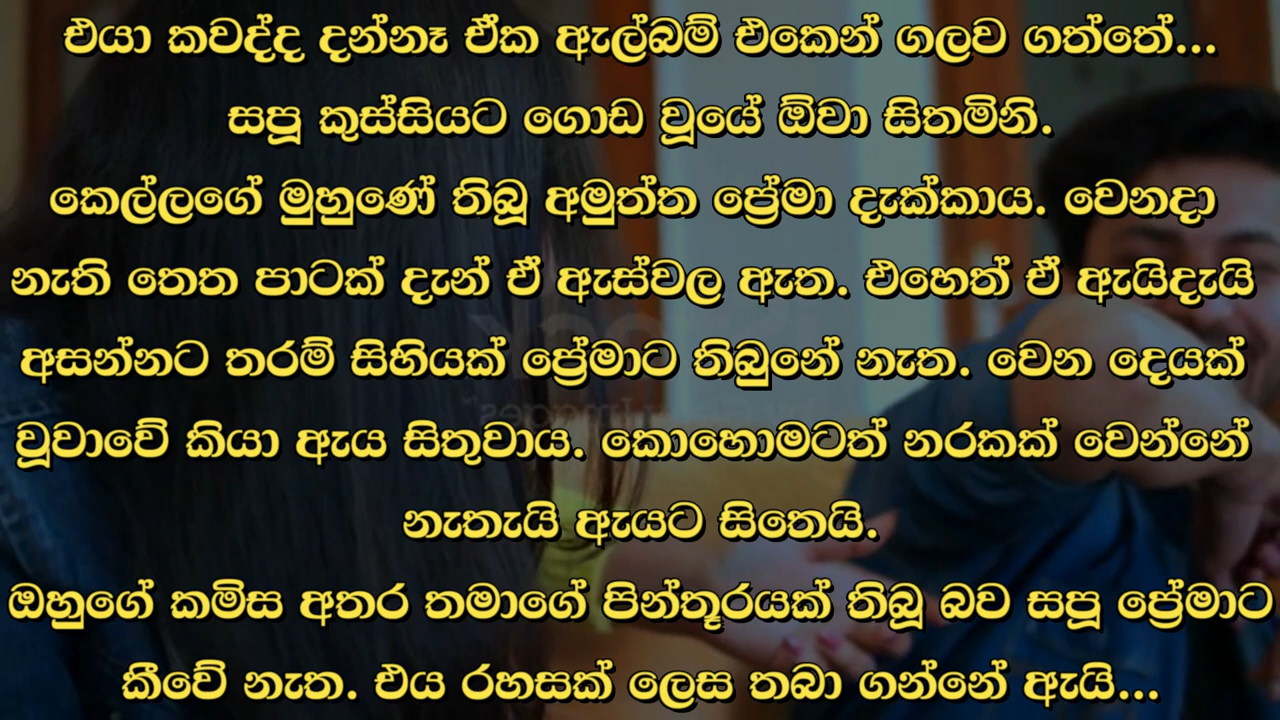 එයා කවද්ද දන්නෑ ඒක ඇල්බම් එකෙන් ගලව ගත්තේ...
සපූ කුස්සියට ගොඩ වූයේ ඕවා සිතමිනි.
කෙල්ලගේ මුහුණේ තිබූ අමුත්ත ප්‍රේමා දැක්කාය. වෙනදා
නැති තෙත පාටක් දැන් ඒ ඇස්වල ඇත. එහෙත් ඒ ඇයිදැයි
අසන්නට තරම් සිහියක් ප්‍රේමාට තිබුනේ නැත. වෙන දෙයක්
වූවාවේ කියා ඇය සිතුවාය. කොහොමටත් නරකක් වෙන්නේ
නැතැයි ඇයට සිතෙයි.
ඔහුගේ කමිස අතර තමාගේ පින්තූරයක් තිබූ බව සපූ ප්‍රේමාට
කීවේ නැත. එය රහසක් ලෙස තබා ගන්නේ ඇයි...